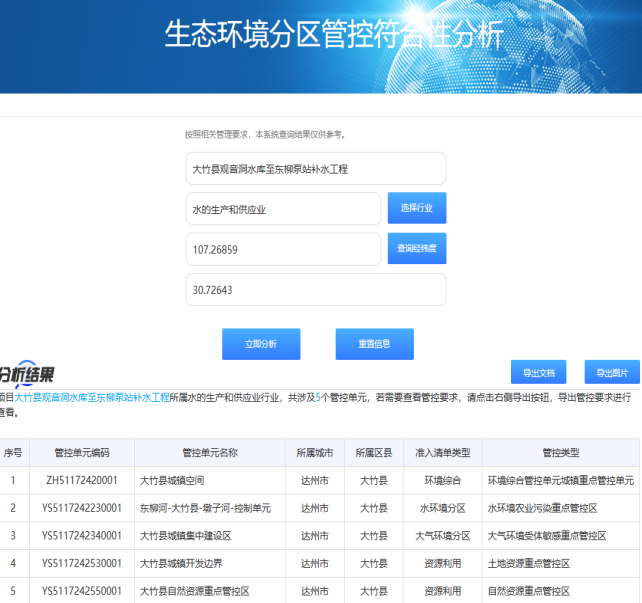 生态环境分区管控符合性分析
按照相关管理要求，本系统查询结果仅供参考。
大竹县观音洞水库至东柳泵站补水工程
水的生产和供应业
选择行业
107.26859
查询经纬度
30.72643
立即分析
重置信息
分析结果
导出文档
导出图片
项目大竹县观音洞水库至东柳泵站补水工程所属水的生产和供应业行业，共涉及5个管控单元，若需要查看管控要求，请点击右侧导出按钮，导出管控要求进行
查看。
序号 管控单元编码 管控单元名称 所属城市 所属区县 准入清单类型 管控类型
1 ZH51172420001 大竹县城镇空间 达州市 大竹县 环境综合 环境综合管控单元城镇重点管控单元
2 YS5117242230001 东柳河-大竹县-墩子河-控制单元 达州市 大竹县 水环境分区 水环境农业污染重点管控区
3 YS5117242340001 大竹县城镇集中建设区 达州市 大竹县 大气环境分区 大气环境受体敏感重点管控区
4 YS5117242530001 大竹县城镇开发边界 达州市 大竹县 资源利用 土地资源重点管控区
5 YS5117242550001 大竹县自然资源重点管控区 达州市 大竹县 资源利用 自然资源重点管控区